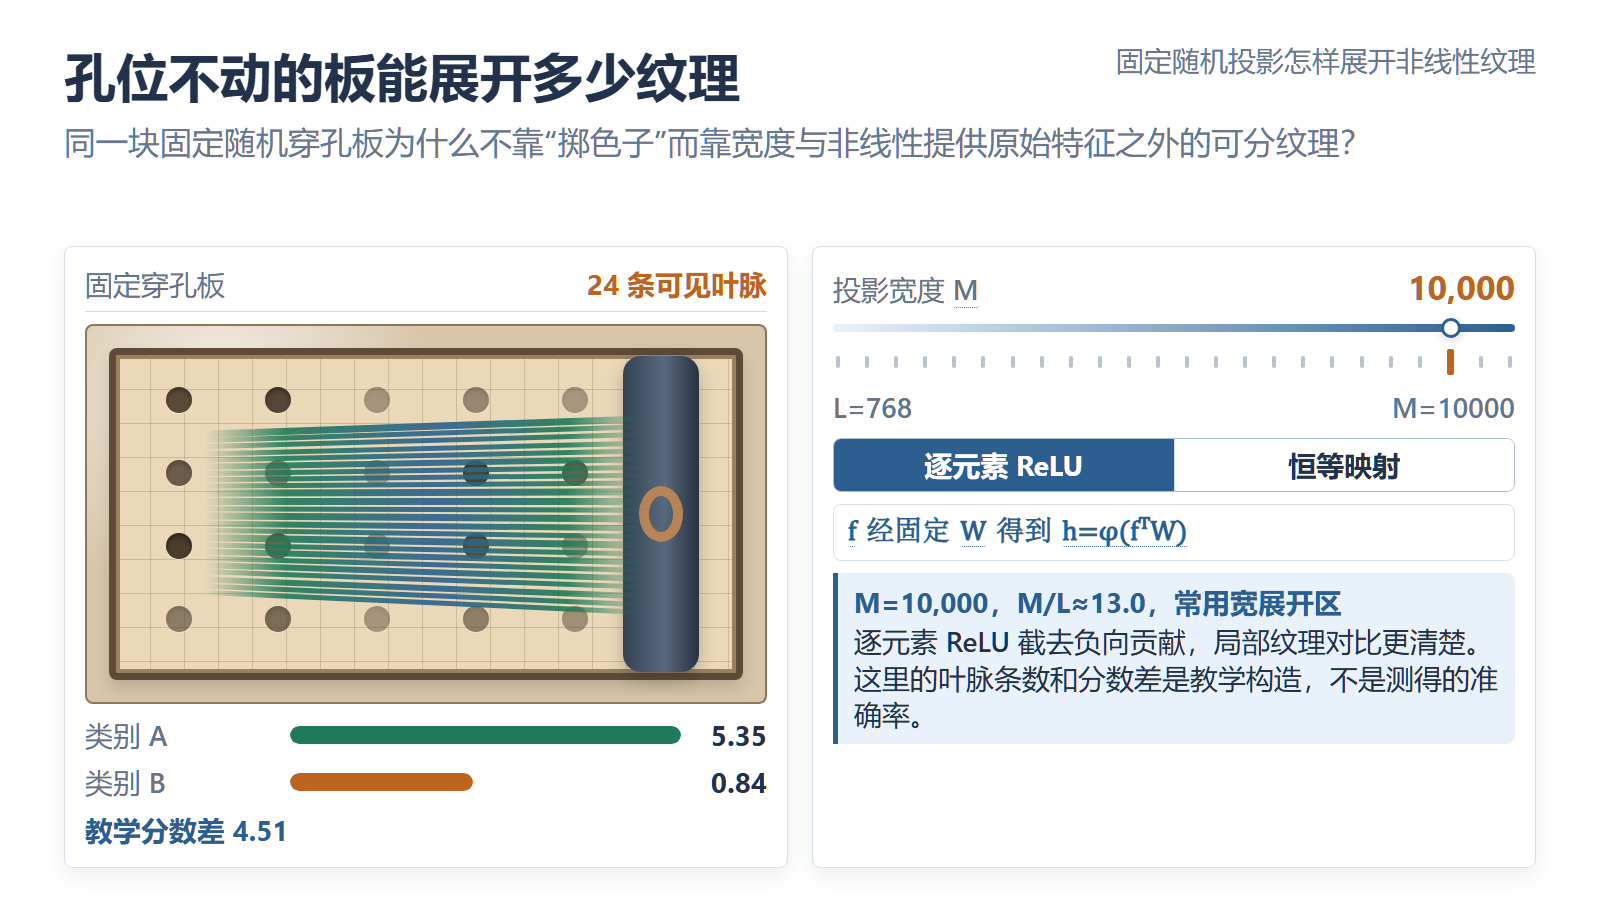 孔位不动的板能展开多少纹理
固定随机投影怎样展开非线性纹理
同一块固定随机穿孔板为什么不靠“掷色子”而靠宽度与非线性提供原始特征之外的可分纹理？
固定穿孔板
24 条可见叶脉
类别 A
5.35
类别 B
0.84
教学分数差 4.51
投影宽度 M
10,000
L=768
M=10000
逐元素 ReLU
恒等映射
f 经固定 W 得到 h=φ(fᵀW)
M=10,000，M/L≈13.0，常用宽展开区
逐元素 ReLU 截去负向贡献，局部纹理对比更清楚。
这里的叶脉条数和分数差是教学构造，不是测得的准
确率。